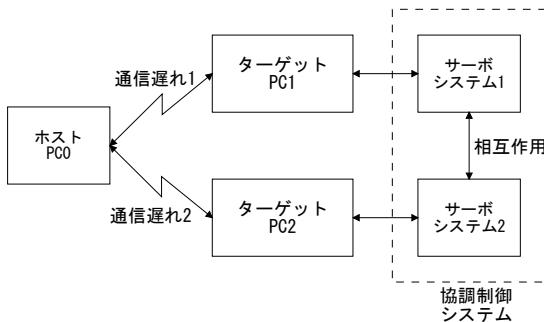 通信遅れ1
ターゲット
PC1
サーボ
システム1
ホスト
PC0
相互作用
通信遅れ2
ターゲット
PC2
サーボ
システム2
協調制御
システム